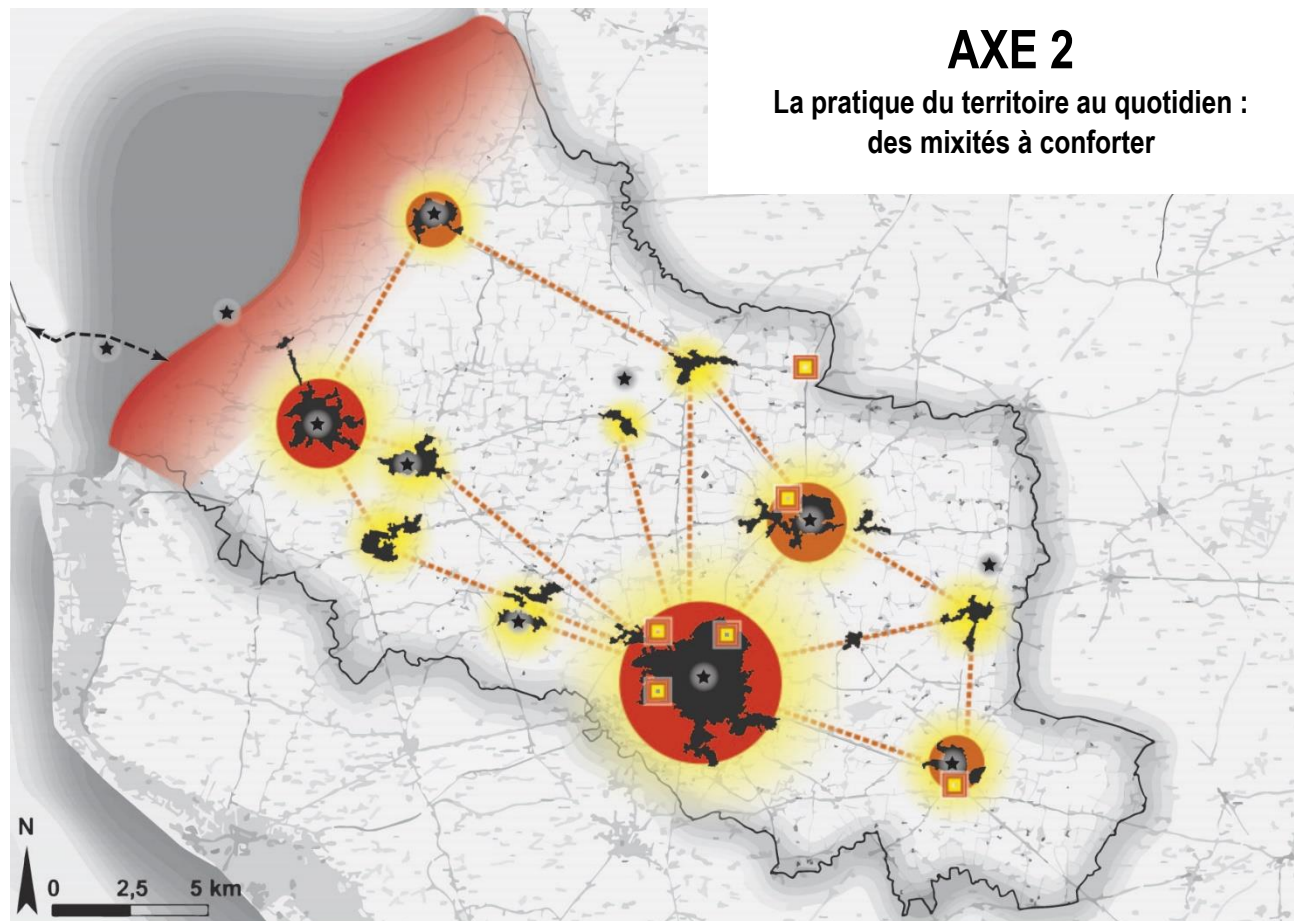 AXE 2
La pratique du territoire au quotidien :
des mixités à conforter
N
0 2,5 5 km